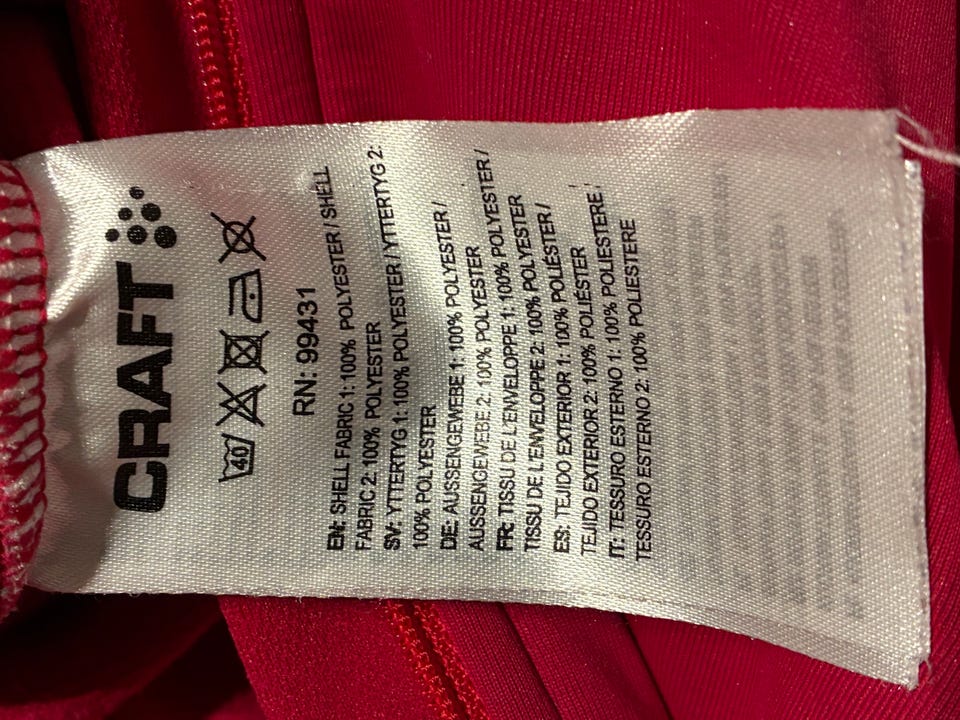 CRAFT
40
RN: 99431
EN: SHELL FABRIC 1: 100% POLYESTER / SHELL
FABRIC 2: 100% POLYESTER
SV: YTTERTYG 1: 100% POLYESTER / YTTERTYG 2:
100% POLYESTER
DE: AUSSENGEWEBE 1: 100% POLYESTER /
AUSSENGEWEBE 2: 100% POLYESTER
FR: TISSU DE L'ENVELOPPE 1: 100% POLYESTER /
TISSU DE L'ENVELOPPE 2: 100% POLYESTER
ES: TEJIDO EXTERIOR 1: 100% POLIÉSTER /
TEJIDO EXTERIOR 2: 100% POLIÉSTER
IT: TESSURO ESTERNO 1: 100% POLIESTERE /
TESSURO ESTERNO 2: 100% POLIESTERE